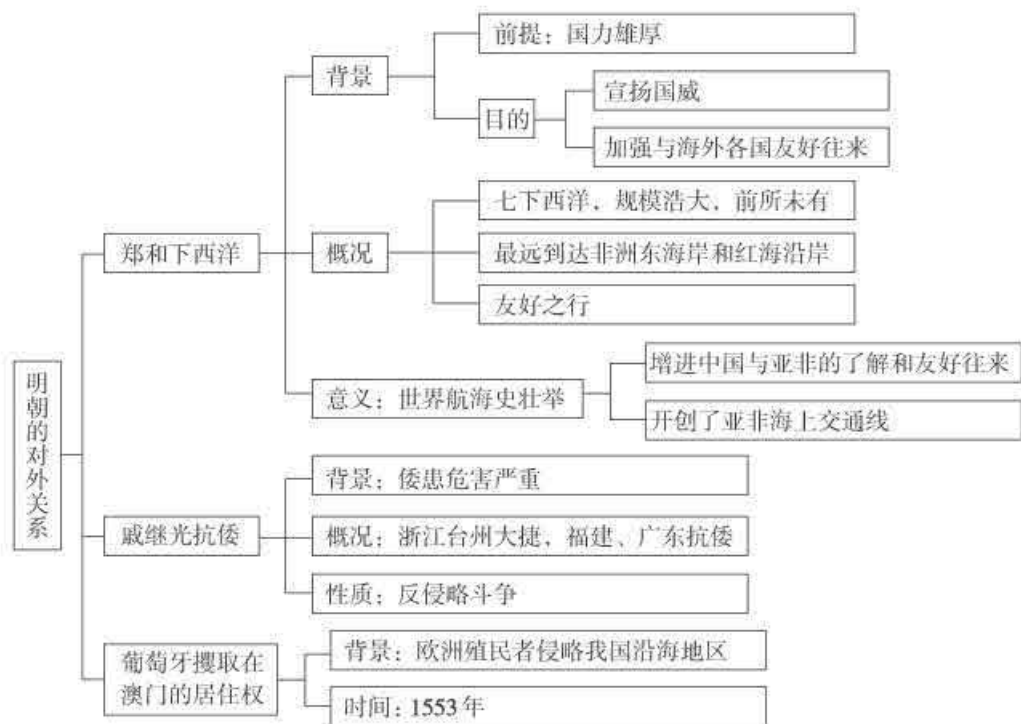 明朝的对外关系
郑和下西洋
背景
前提：国力雄厚
目的
宣扬国威
加强与海外各国友好往来
概况
七下西洋，规模浩大，前所未有
最远到达非洲东海岸和红海沿岸
友好之行
意义：世界航海史壮举
增进中国与亚非的了解和友好往来
开创了亚非海上交通线
戚继光抗倭
背景：倭患危害严重
概况：浙江台州大捷，福建、广东抗倭
性质：反侵略斗争
葡萄牙攫取在
澳门的居住权
背景：欧洲殖民者侵略我国沿海地区
时间：1553年